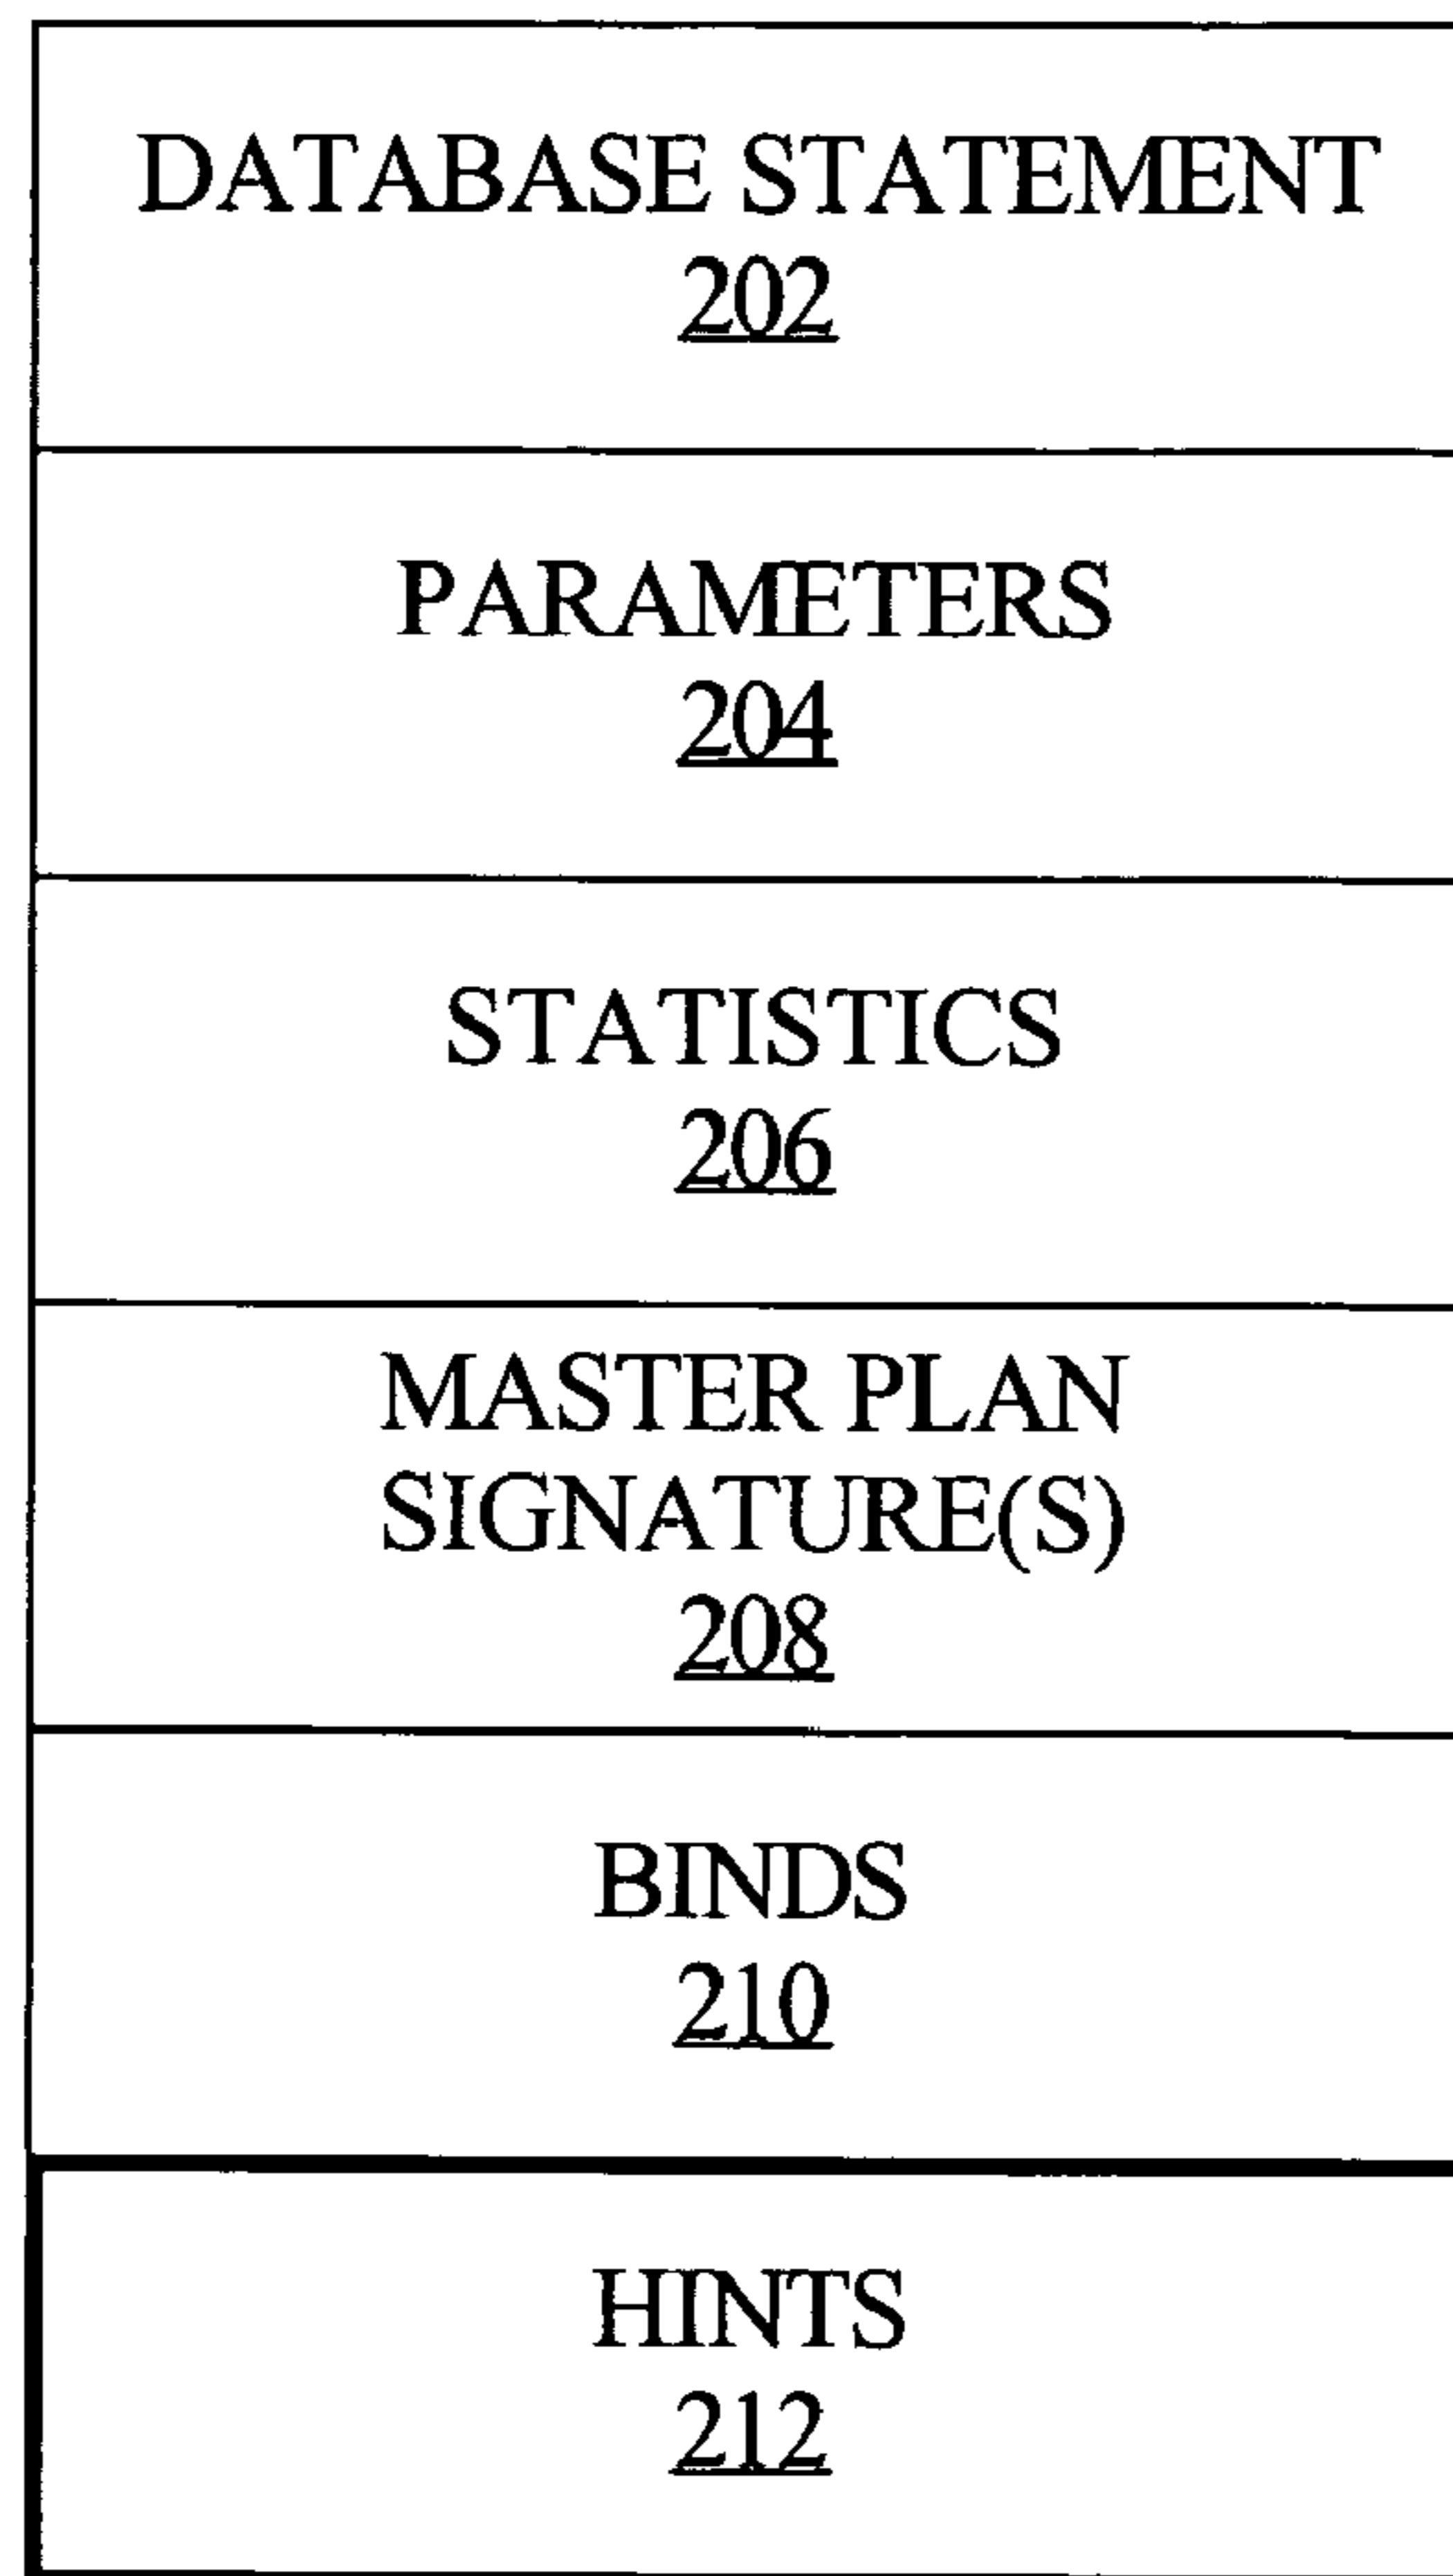 DATABASE STATEMENT
202
PARAMETERS
204
STATISTICS
206
MASTER PLAN
SIGNATURE(S)
208
BINDS
210
HINTS
212